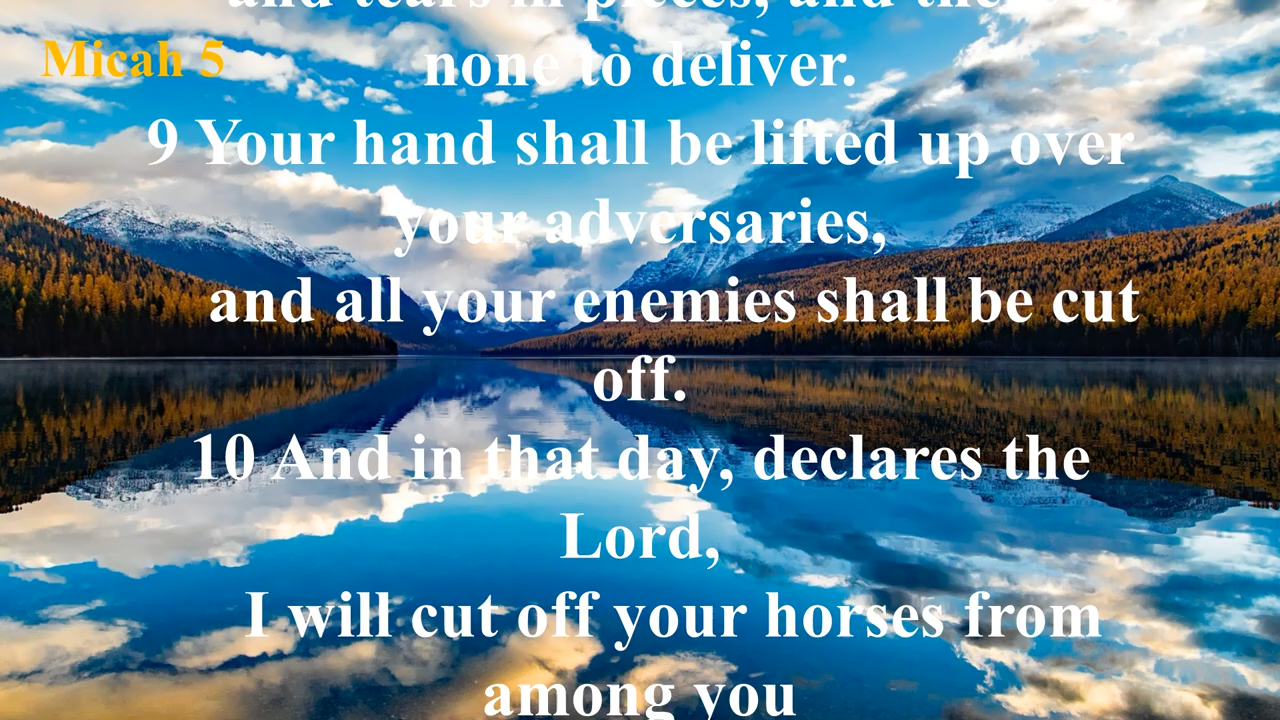 and tears in pieces, and there is
Micah 5
none to deliver.
9 Your hand shall be lifted up over
your adversaries,
and all your enemies shall be cut
off.
10 And in that day, declares the
Lord,
I will cut off your horses from
among you